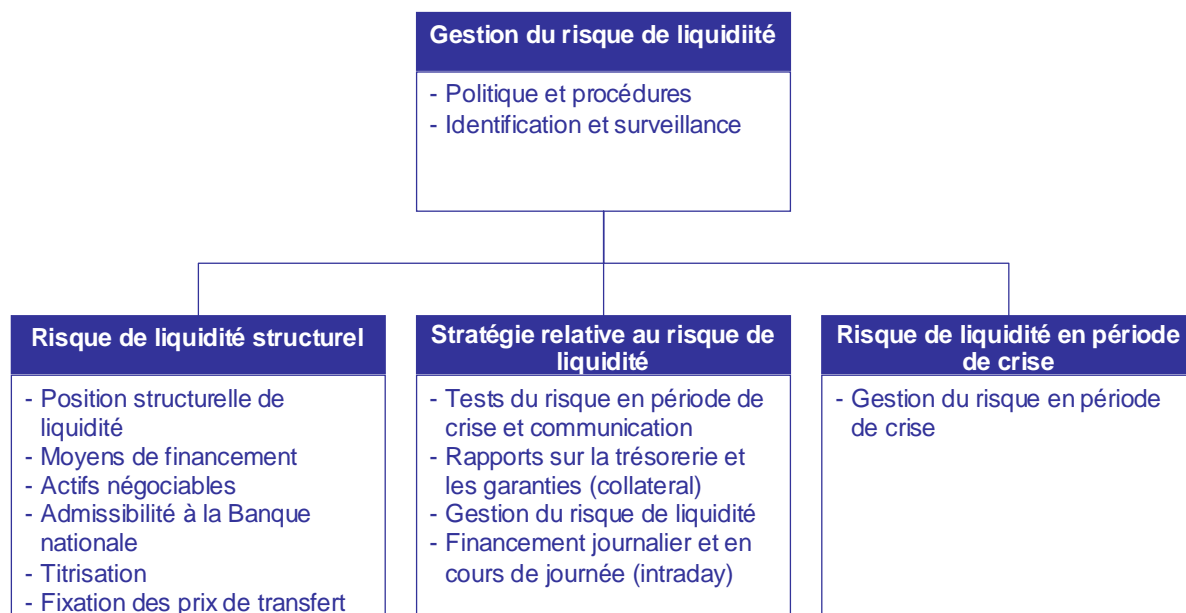 Gestion du risque de liquidiité
- Politique et procédures
- Identification et surveillance
Risque de liquidité structurel
- Position structurelle de
liquidité
- Moyens de financement
- Actifs négociables
- Admissibilité à la Banque
nationale
- Titrisation
- Fixation des prix de transfert
Stratégie relative au risque de
liquidité
- Tests du risque en période de
crise et communication
- Rapports sur la trésorerie et
les garanties (collateral)
- Gestion du risque de liquidité
- Financement journalier et en
cours de journée (intraday)
Risque de liquidité en période
de crise
- Gestion du risque en période
de crise